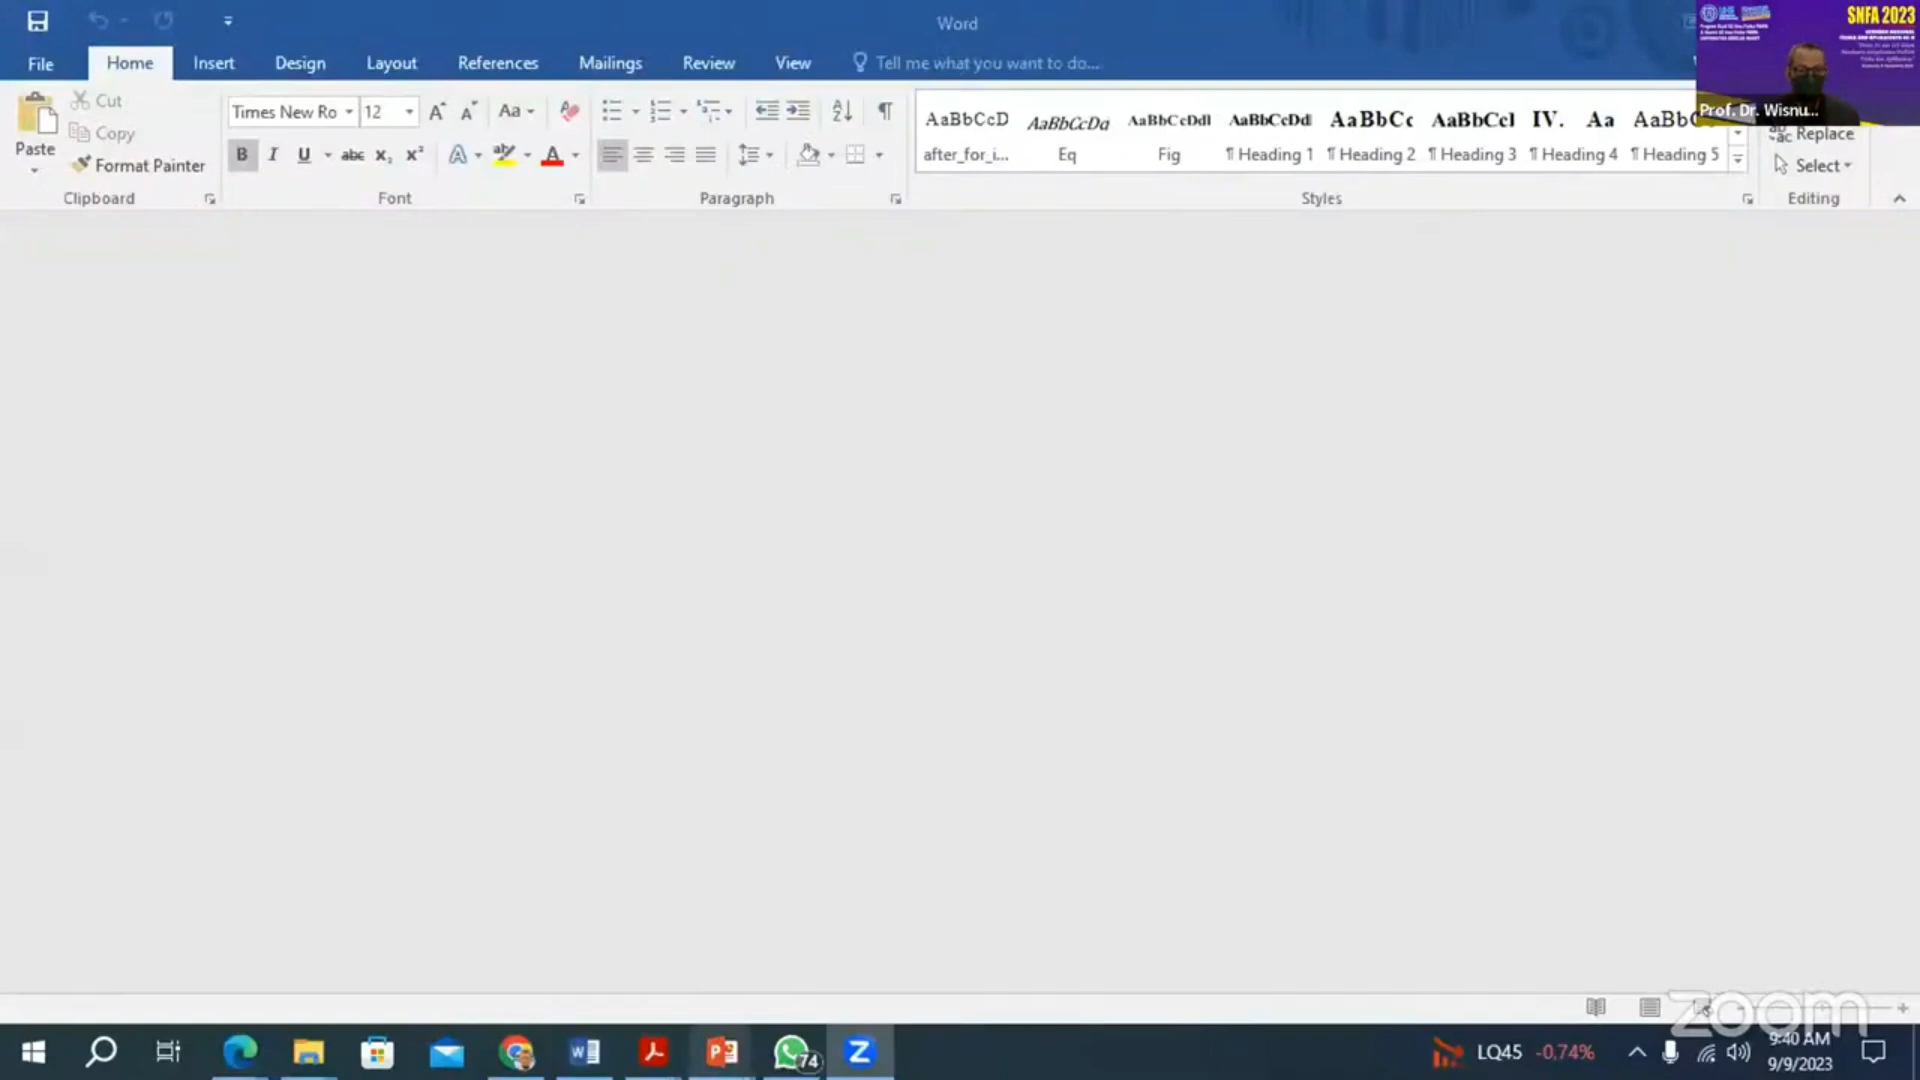 Word
SNFA 2023
File Home Insert Design Layout References Mailings Review View Tell me what you want to do...
Prof. Dr. Wisnu...
Paste
Cut
Copy
Format Painter
Clipboard
Times New Ro 12
Font
Paragraph
AaBbCcD AaBbCcDd AaBbCcDdI AaBbCcDd AaBbCc AaBbCcI IV. Aa AaBbC
after_for_i... Eq Fig ¶ Heading 1 ¶ Heading 2 ¶ Heading 3 ¶ Heading 4 ¶ Heading 5
Styles
Replace
Select
Editing
zoom
74
LQ45 -0.74%
9:40 AM
9/9/2023